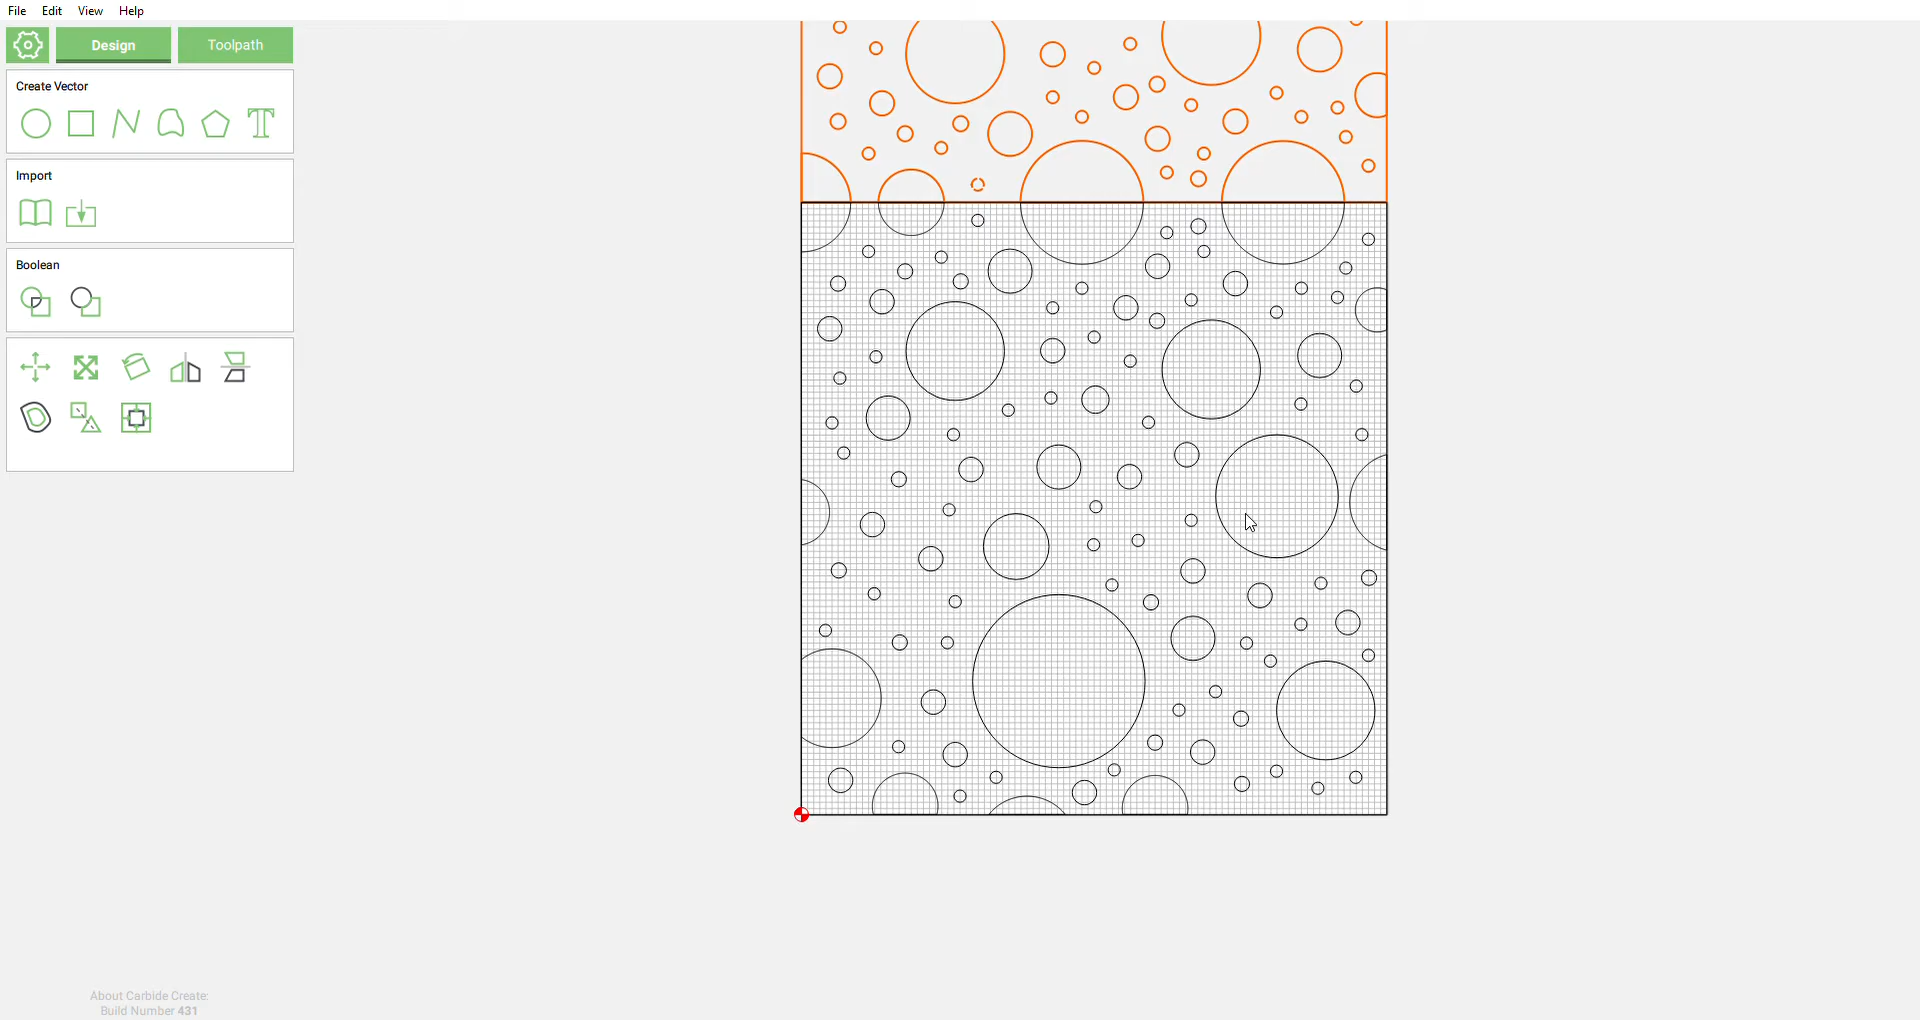 File Edit View Help
Design Toolpath
Create Vector
Import
Boolean
About Carbide Create:
Build Number 431